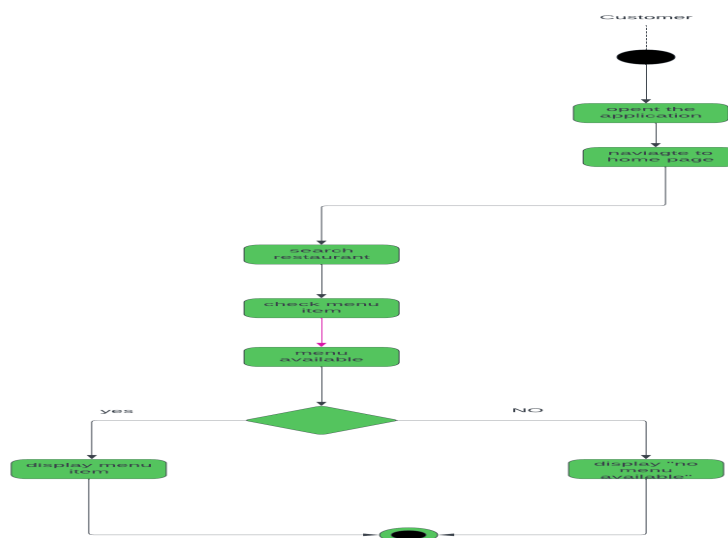 Customer
opent the
application
naviagte to
home page
search
restaurant
check menu
item
menu
available
yes
NO
display menu
item
display "no
menu
available"